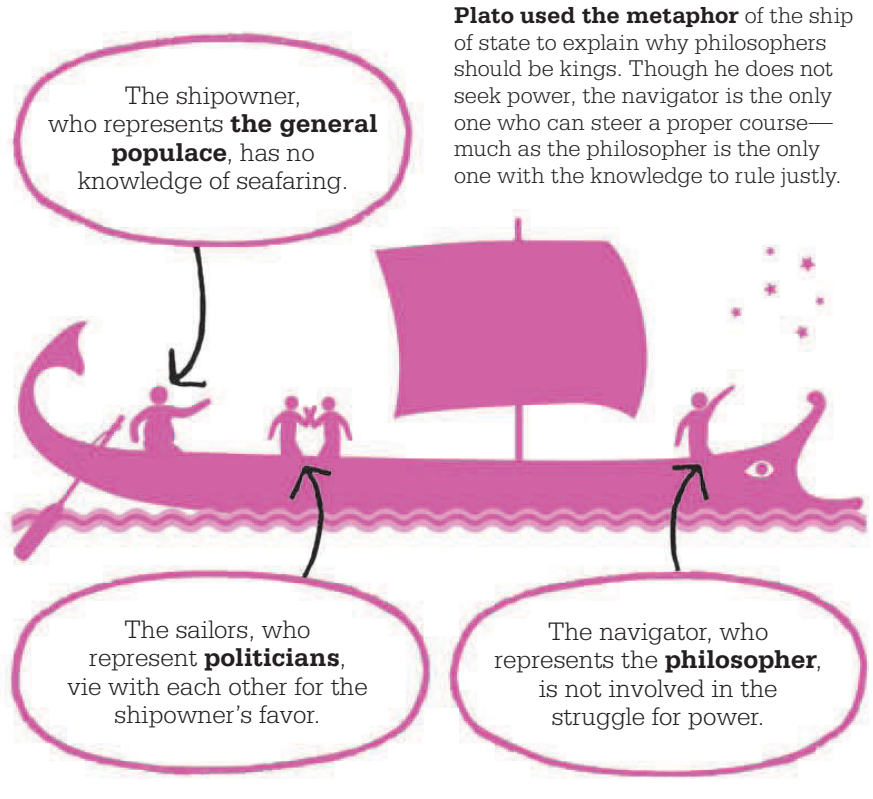 Plato used the metaphor of the ship
of state to explain why philosophers
should be kings. Though he does not
seek power, the navigator is the only
one who can steer a proper course—
much as the philosopher is the only
one with the knowledge to rule justly.
The shipowner,
who represents the general
populace, has no
knowledge of seafaring.
The sailors, who
represent politicians,
vie with each other for the
shipowner's favor.
The navigator, who
represents the philosopher,
is not involved in the
struggle for power.